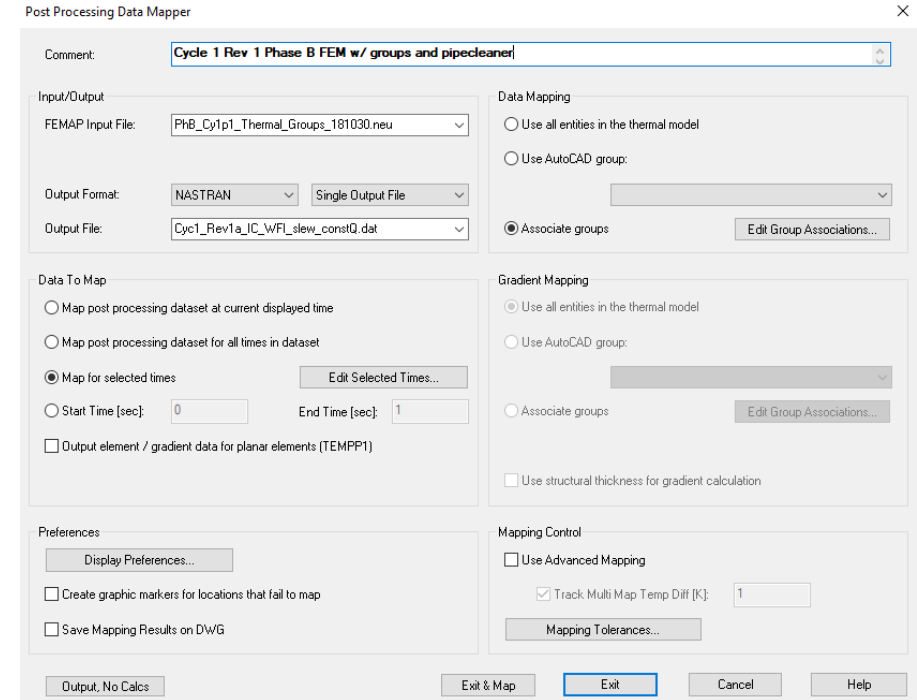 Post Processing Data Mapper
Comment: Cycle 1 Rev 1 Phase B FEM w/ groups and pipecleaner
Input/Output
FEMAP Input File: PhB_Cy1p1_Thermal_Groups_181030.neu
Output Format: NASTRAN Single Output File
Output File: Cyc1_Rev1a_IC_WFI_slew_constQ.dat
Data Mapping
Use all entities in the thermal model
Use AutoCAD group:
Associate groups Edit Group Associations...
Data To Map
Map post processing dataset at current displayed time
Map post processing dataset for all times in dataset
Map for selected times Edit Selected Times...
Start Time [sec]: 0 End Time [sec]: 1
Output element / gradient data for planar elements (TEMPP1)
Gradient Mapping
Use all entities in the thermal model
Use AutoCAD group:
Associate groups Edit Group Associations...
Use structural thickness for gradient calculation
Preferences
Display Preferences...
Create graphic markers for locations that fail to map
Save Mapping Results on DWG
Mapping Control
Use Advanced Mapping
Track Multi Map Temp Diff [K]: 1
Mapping Tolerances...
Output, No Calcs Exit & Map Exit Cancel Help